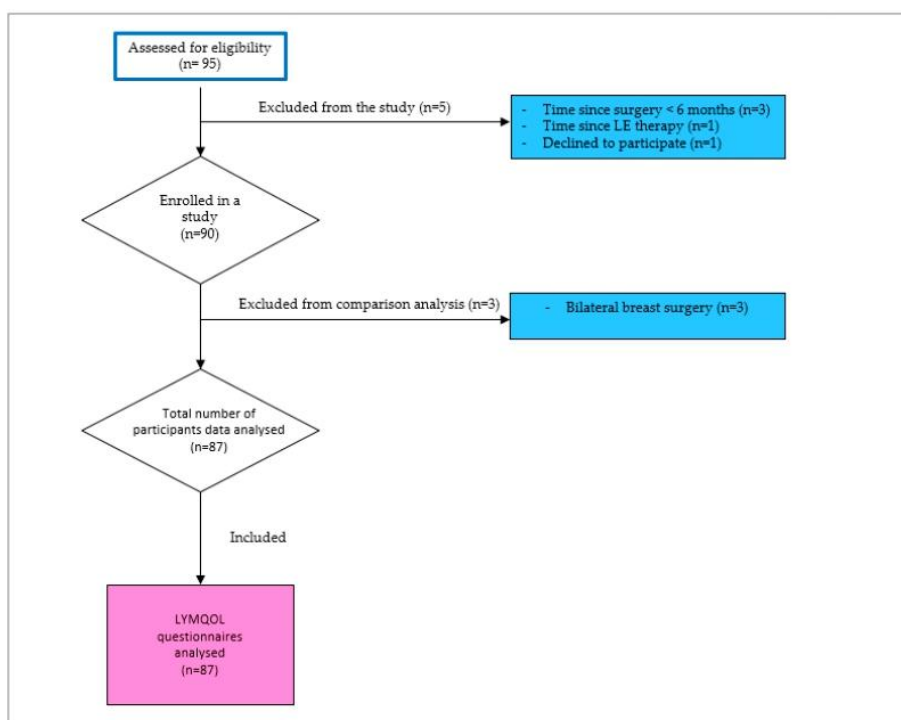 Assessed for eligibility
(n= 95)
Excluded from the study (n=5)
- Time since surgery < 6 months (n=3)
- Time since LE therapy (n=1)
- Declined to participate (n=1)
Enrolled in a
study
(n=90)
Excluded from comparison analysis (n=3)
- Bilateral breast surgery (n=3)
Total number of
participants data analysed
(n=87)
Included
LYMQOL
questionnaires
analysed
(n=87)